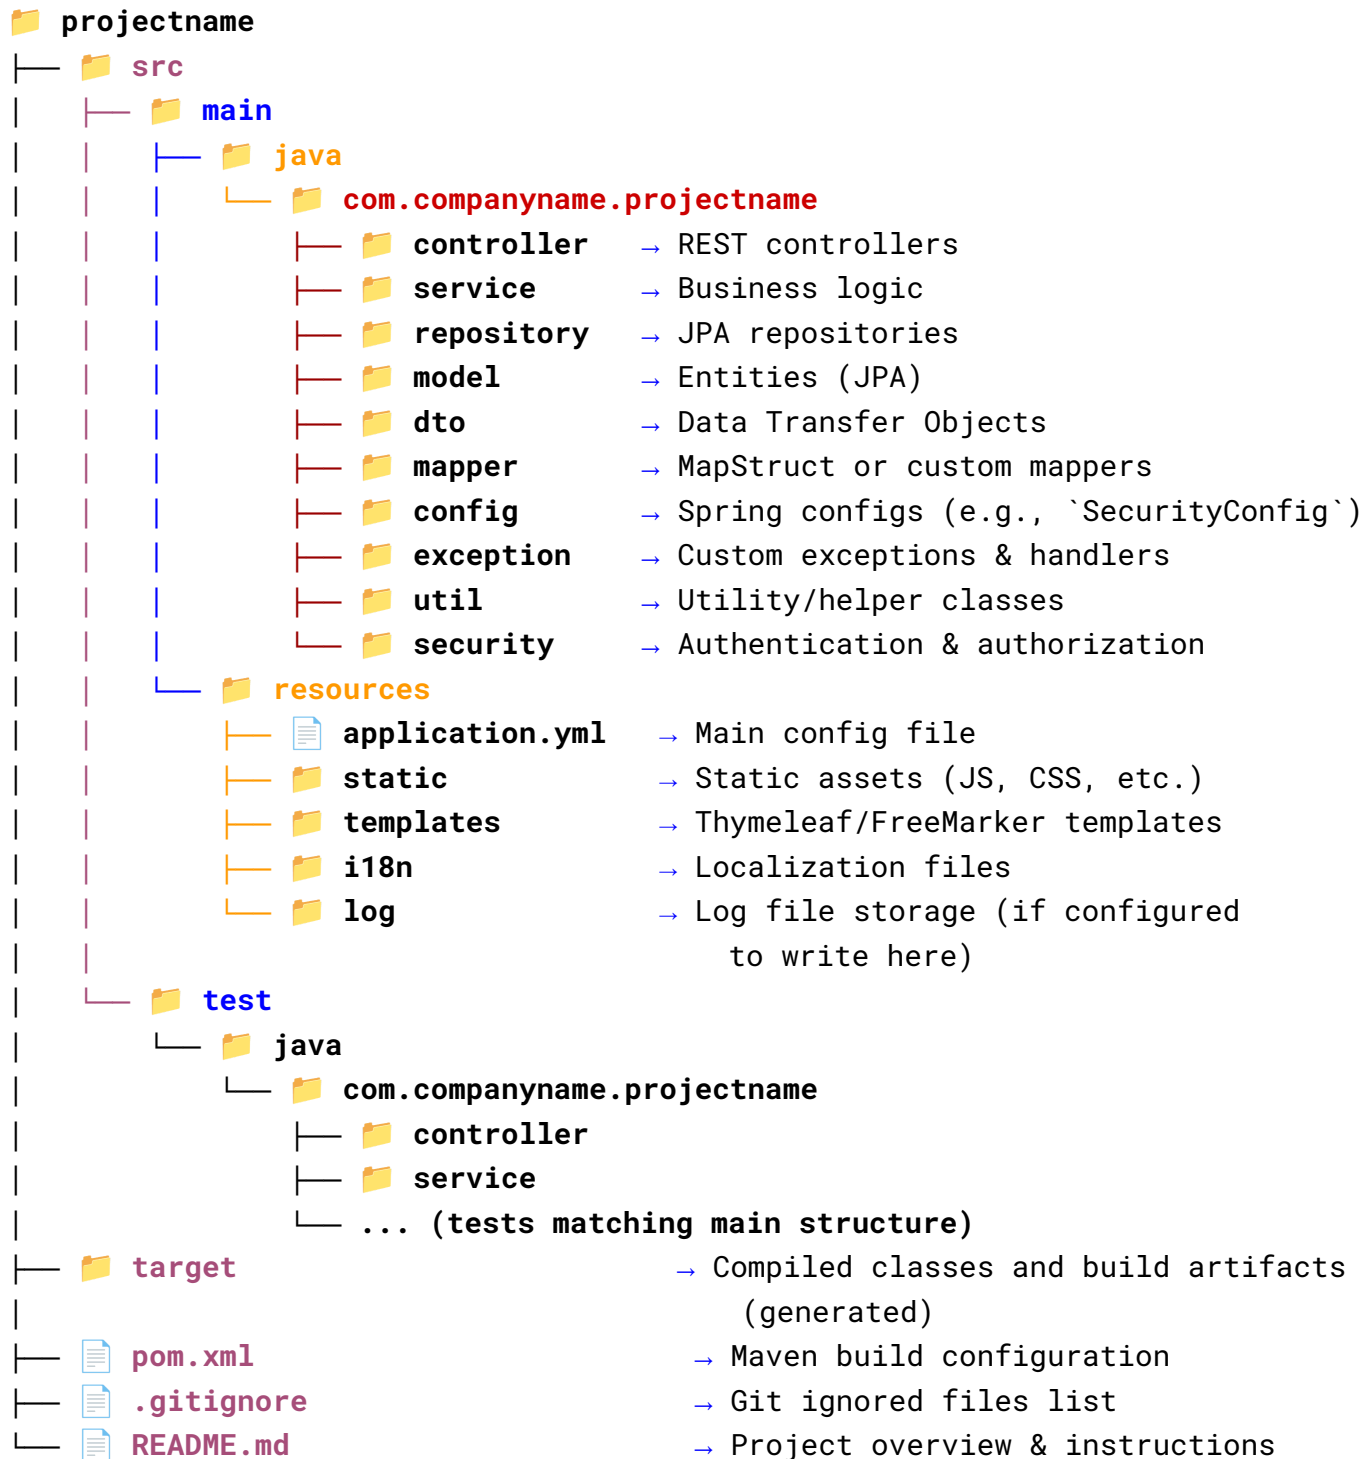 📁 projectname
├── 📁 src
│   ├── 📁 main
│   │   ├── 📁 java
│   │   │   └── 📁 com.companyname.projectname
│   │   │       ├── 📁 controller   → REST controllers
│   │   │       ├── 📁 service      → Business logic
│   │   │       ├── 📁 repository   → JPA repositories
│   │   │       ├── 📁 model        → Entities (JPA)
│   │   │       ├── 📁 dto          → Data Transfer Objects
│   │   │       ├── 📁 mapper       → MapStruct or custom mappers
│   │   │       ├── 📁 config       → Spring configs (e.g., `SecurityConfig`)
│   │   │       ├── 📁 exception    → Custom exceptions & handlers
│   │   │       ├── 📁 util         → Utility/helper classes
│   │   │       └── 📁 security     → Authentication & authorization
│   │   └── 📁 resources
│   │       ├── 📄 application.yml   → Main config file
│   │       ├── 📁 static            → Static assets (JS, CSS, etc.)
│   │       ├── 📁 templates         → Thymeleaf/FreeMarker templates
│   │       ├── 📁 i18n              → Localization files
│   │       └── 📁 log               → Log file storage (if configured
│   │                                    to write here)
│   └── 📁 test
│       └── 📁 java
│           └── 📁 com.companyname.projectname
│               ├── 📁 controller
│               ├── 📁 service
│               └── ... (tests matching main structure)
├── 📁 target                         → Compiled classes and build artifacts
│                                         (generated)
├── 📄 pom.xml                         → Maven build configuration
├── 📄 .gitignore                      → Git ignored files list
└── 📄 README.md                       → Project overview & instructions